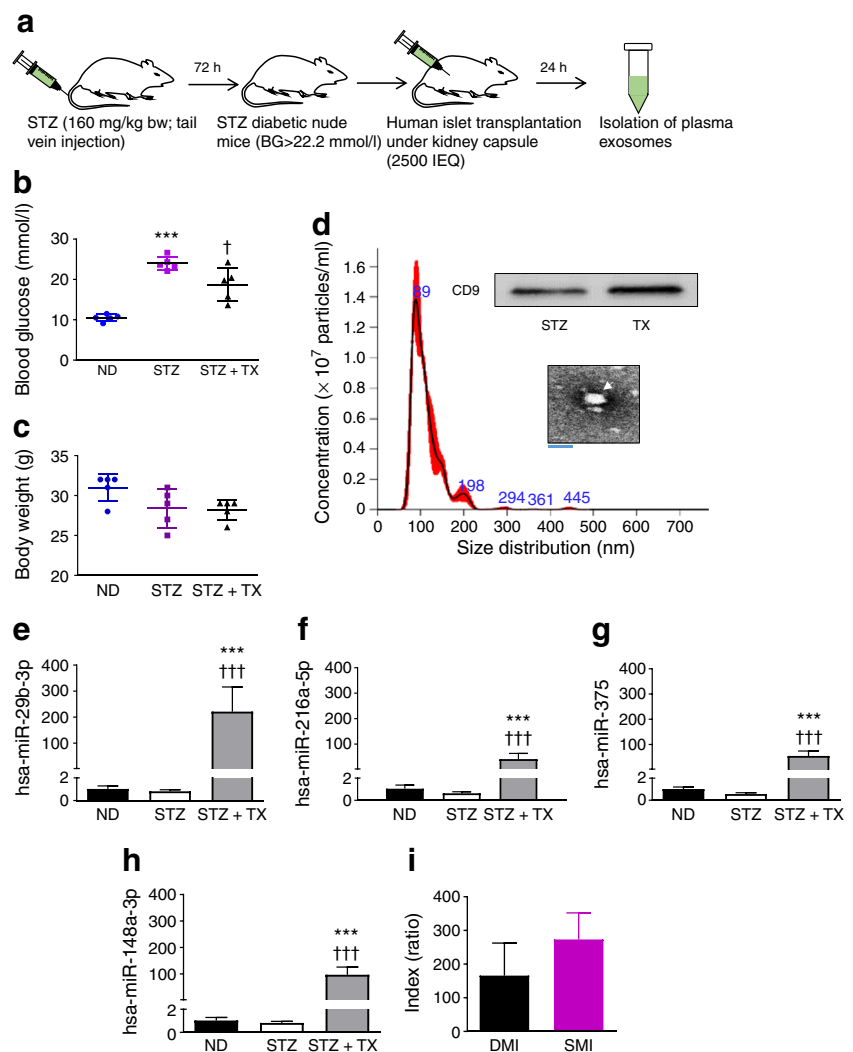 a
72 h
24 h
STZ (160 mg/kg bw; tail
vein injection)
STZ diabetic nude
mice (BG>22.2 mmol/l)
Human islet transplantation
under kidney capsule
(2500 IEQ)
Isolation of plasma
exosomes
b
Blood glucose (mmol/l)
30
20
10
0
***
†
ND
STZ
STZ + TX
c
Body weight (g)
35
30
25
20
ND
STZ
STZ + TX
d
Concentration (× 10⁷ particles/ml)
1.6
1.4
1.2
1.0
0.8
0.6
0.4
0.2
0
89
198
294
361
445
0
100
200
300
400
500
600
700
Size distribution (nm)
CD9
STZ
TX
e
hsa-miR-29b-3p
400
300
200
100
2
0
***
†††
ND
STZ
STZ + TX
f
hsa-miR-216a-5p
400
300
200
100
2
0
***
†††
ND
STZ
STZ + TX
g
hsa-miR-375
400
300
200
100
2
0
***
†††
ND
STZ
STZ + TX
h
hsa-miR-148a-3p
400
300
200
100
2
0
***
†††
ND
STZ
STZ + TX
i
Index (ratio)
400
300
200
100
0
DMI
SMI